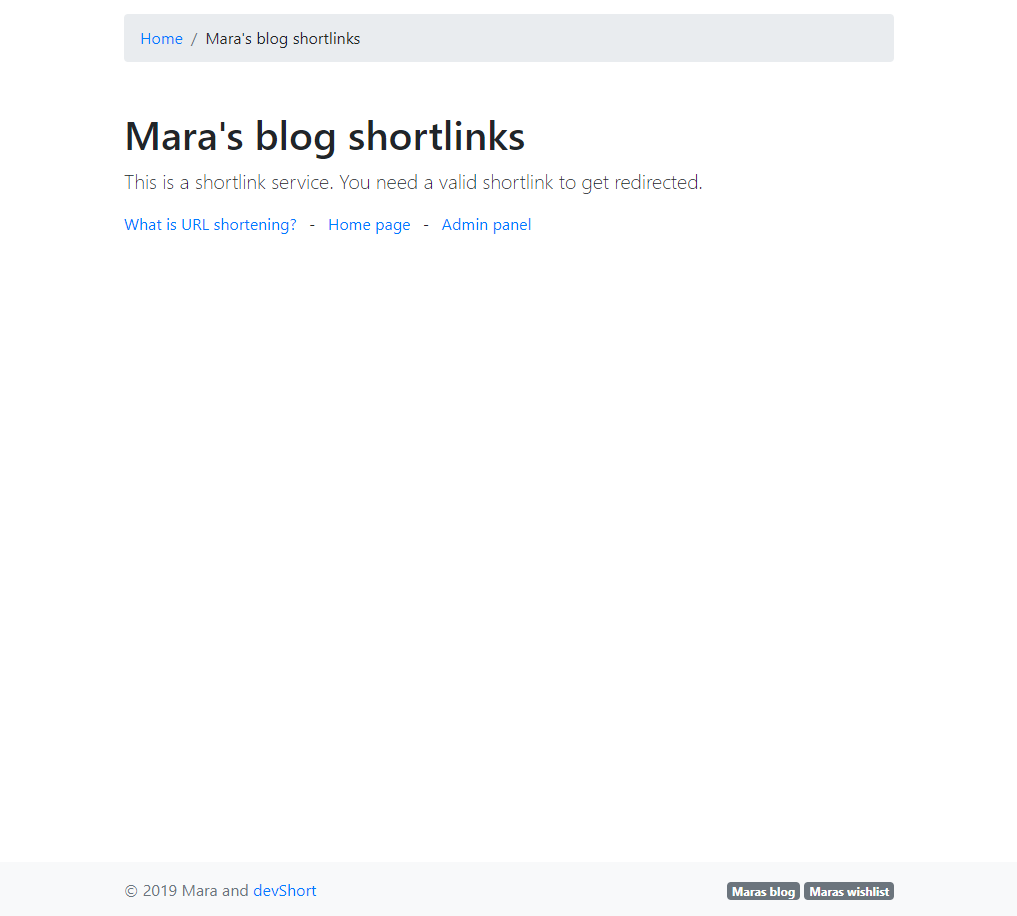 Home / Mara's blog shortlinks
Mara's blog shortlinks
This is a shortlink service. You need a valid shortlink to get redirected.
What is URL shortening? - Home page - Admin panel
© 2019 Mara and devShort Maras blog Maras wishlist